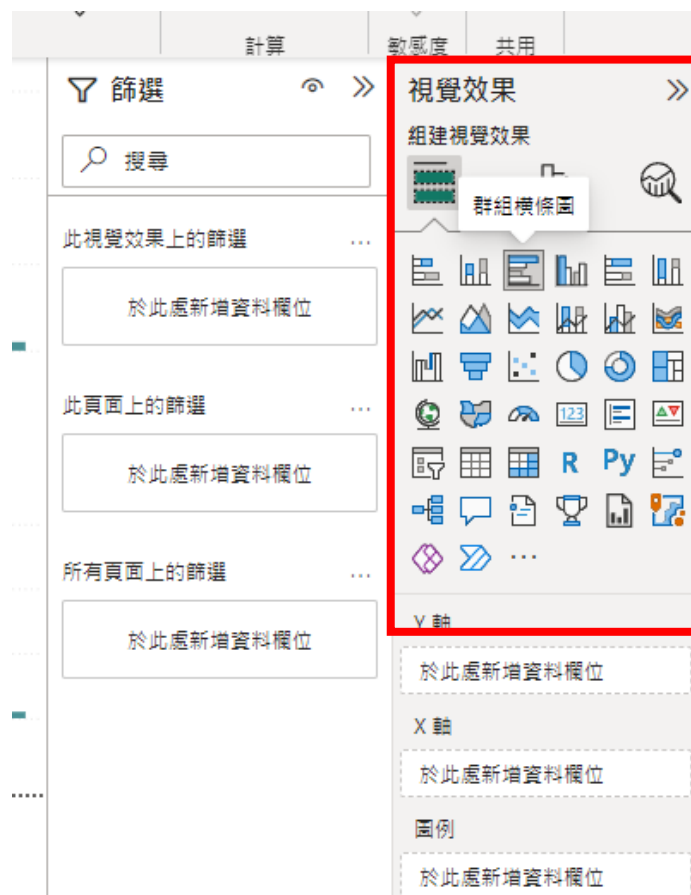 計算
敏感度
共用
篩選
搜尋
此視覺效果上的篩選
...
於此處新增資料欄位
此頁面上的篩選
...
於此處新增資料欄位
所有頁面上的篩選
...
於此處新增資料欄位
視覺效果
組建視覺效果
群組橫條圖
123
R
Py
...
Y 軸
於此處新增資料欄位
X 軸
於此處新增資料欄位
圖例
於此處新增資料欄位